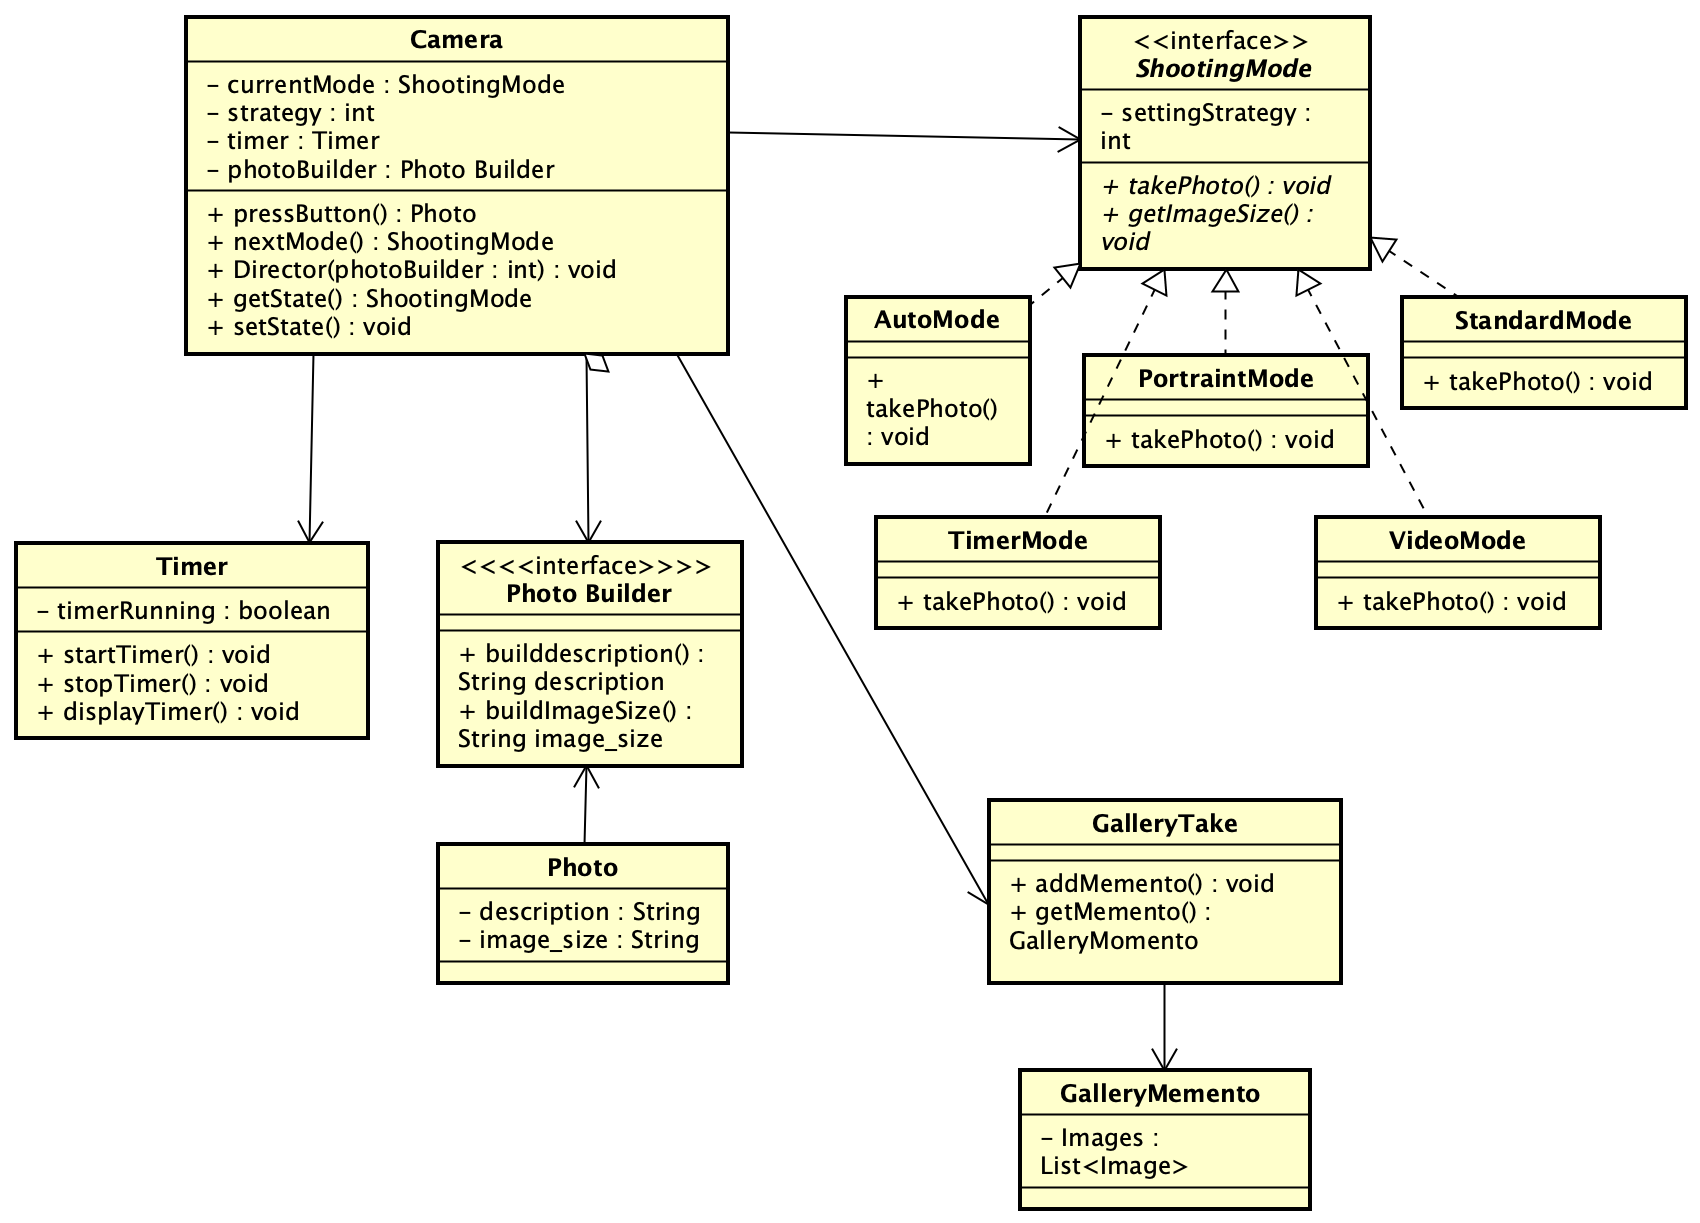 Camera
- currentMode : ShootingMode
- strategy : int
- timer : Timer
- photoBuilder : Photo Builder
+ pressButton() : Photo
+ nextMode() : ShootingMode
+ Director(photoBuilder : int) : void
+ getState() : ShootingMode
+ setState() : void
<<interface>>
ShootingMode
- settingStrategy :
int
+ takePhoto() : void
+ getImageSize() :
void
AutoMode
+
takePhoto()
: void
PortraintMode
+ takePhoto() : void
StandardMode
+ takePhoto() : void
TimerMode
+ takePhoto() : void
VideoMode
+ takePhoto() : void
Timer
- timerRunning : boolean
+ startTimer() : void
+ stopTimer() : void
+ displayTimer() : void
<<<<interface>>>>
Photo Builder
+ builddescription() :
String description
+ buildImageSize() :
String image_size
Photo
- description : String
- image_size : String
GalleryTake
+ addMemento() : void
+ getMemento() :
GalleryMomento
GalleryMemento
- Images :
List<Image>